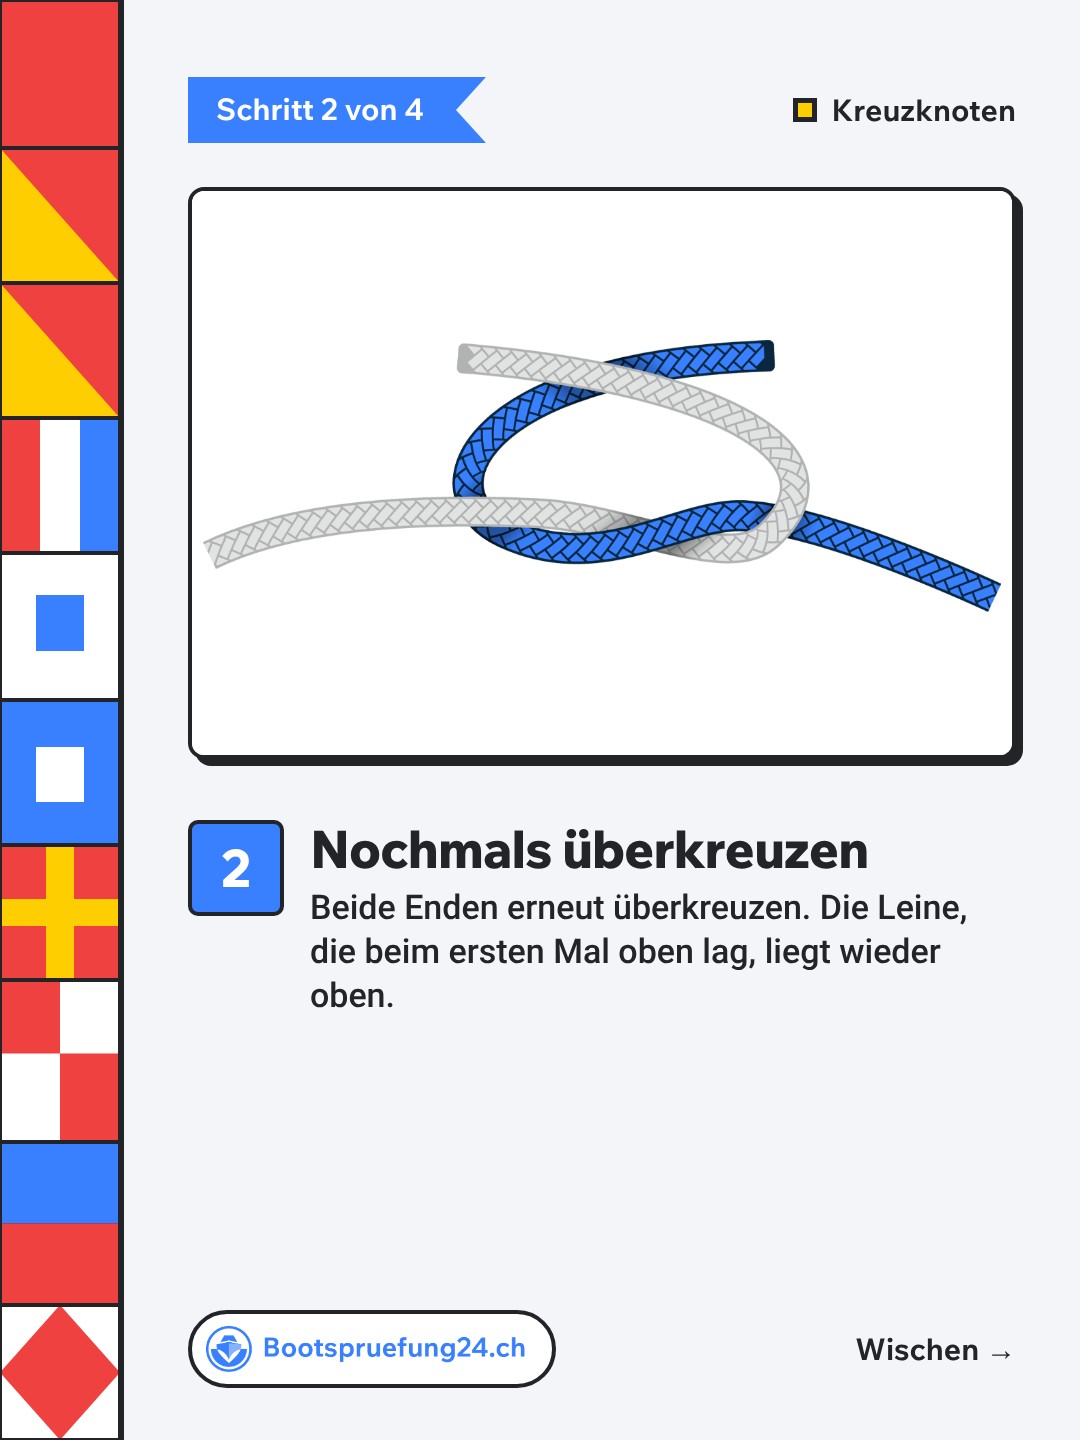 Schritt 2 von 4
Kreuzknoten
2
Nochmals überkreuzen
Beide Enden erneut überkreuzen. Die Leine,
die beim ersten Mal oben lag, liegt wieder
oben.
Bootspruefung24.ch
Wischen →